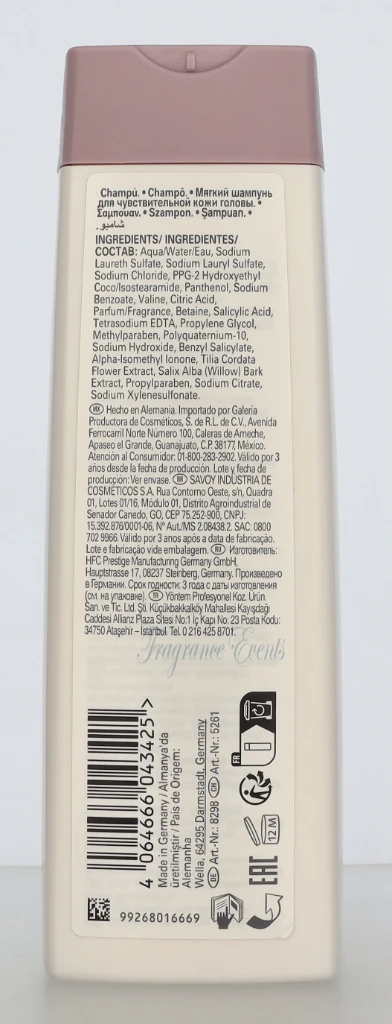 Champú. • Champô. • Мягкий шампунь
для чувствительной кожи головы. •
Σαμπουαν. • Szampon. • Şampuan. •
شامبو. •
INGREDIENTS/ INGREDIENTES/
СОСТАВ: Aqua/Water/Eau, Sodium
Laureth Sulfate, Sodium Lauryl Sulfate,
Sodium Chloride, PPG-2 Hydroxyethyl
Coco/Isostearamide, Panthenol, Sodium
Benzoate, Valine, Citric Acid,
Parfum/Fragrance, Betaine, Salicylic Acid,
Tetrasodium EDTA, Propylene Glycol,
Methylparaben, Polyquaternium-10,
Sodium Hydroxide, Benzyl Salicylate,
Alpha-Isomethyl Ionone, Tilia Cordata
Flower Extract, Salix Alba (Willow) Bark
Extract, Propylparaben, Sodium Citrate,
Sodium Xylenesulfonate.
MX Hecho en Alemania. Importado por Galería
Productora de Cosméticos, S. de R.L. de C.V., Avenida
Ferrocarril Norte Número 100, Caleras de Ameche,
Apaseo el Grande, Guanajuato, C.P. 38177, México.
Atención al Consumidor: 01-800-283-2902. Válido por 3
años desde la fecha de producción. Lote y fecha de
producción: Ver envase. BR SAVOY INDUSTRIA DE
COSMÉTICOS S.A. Rua Contorno Oeste, s/n, Quadra
01, Lotes 01/16, Módulo 01, Distrito Agroindustrial de
Senador Canedo, GO, CEP 75.252-900, CNPJ:
15.392.876/0001-06, N° Aut./MS 2.08438.2. SAC: 0800
702 9966. Válido por 3 anos após a data de fabricação.
Lote e fabricação vide embalagem. RU Изготовитель:
HFC Prestige Manufacturing Germany GmbH,
Hauptstrasse 17, 08237 Steinberg, Germany. Произведено
в Германии. Срок годности: 3 года с даты изготовления
(см. на упаковке). TR Yöntem Profesyonel Koz. Ürün.
San. ve Tic. Ltd. Şti. Küçükbakkalköy Mahallesi Kayışdağı
Caddesi Allianz Plaza Sitesi No:1 İç Kapı No: 23 Posta Kodu:
34750 Ataşehir – İstanbul. Tel. 0 216 425 8701.
Fragrance Events
4 064666 043425 >
Made in Germany / Almanya'da
üretilmiştir / País de Origem:
Alemanha
Wella, 64295 Darmstadt, Germany
DE Art.-Nr.: 8298 CH Art.-Nr.: 5261
FR
12 M
EAC
99268016669